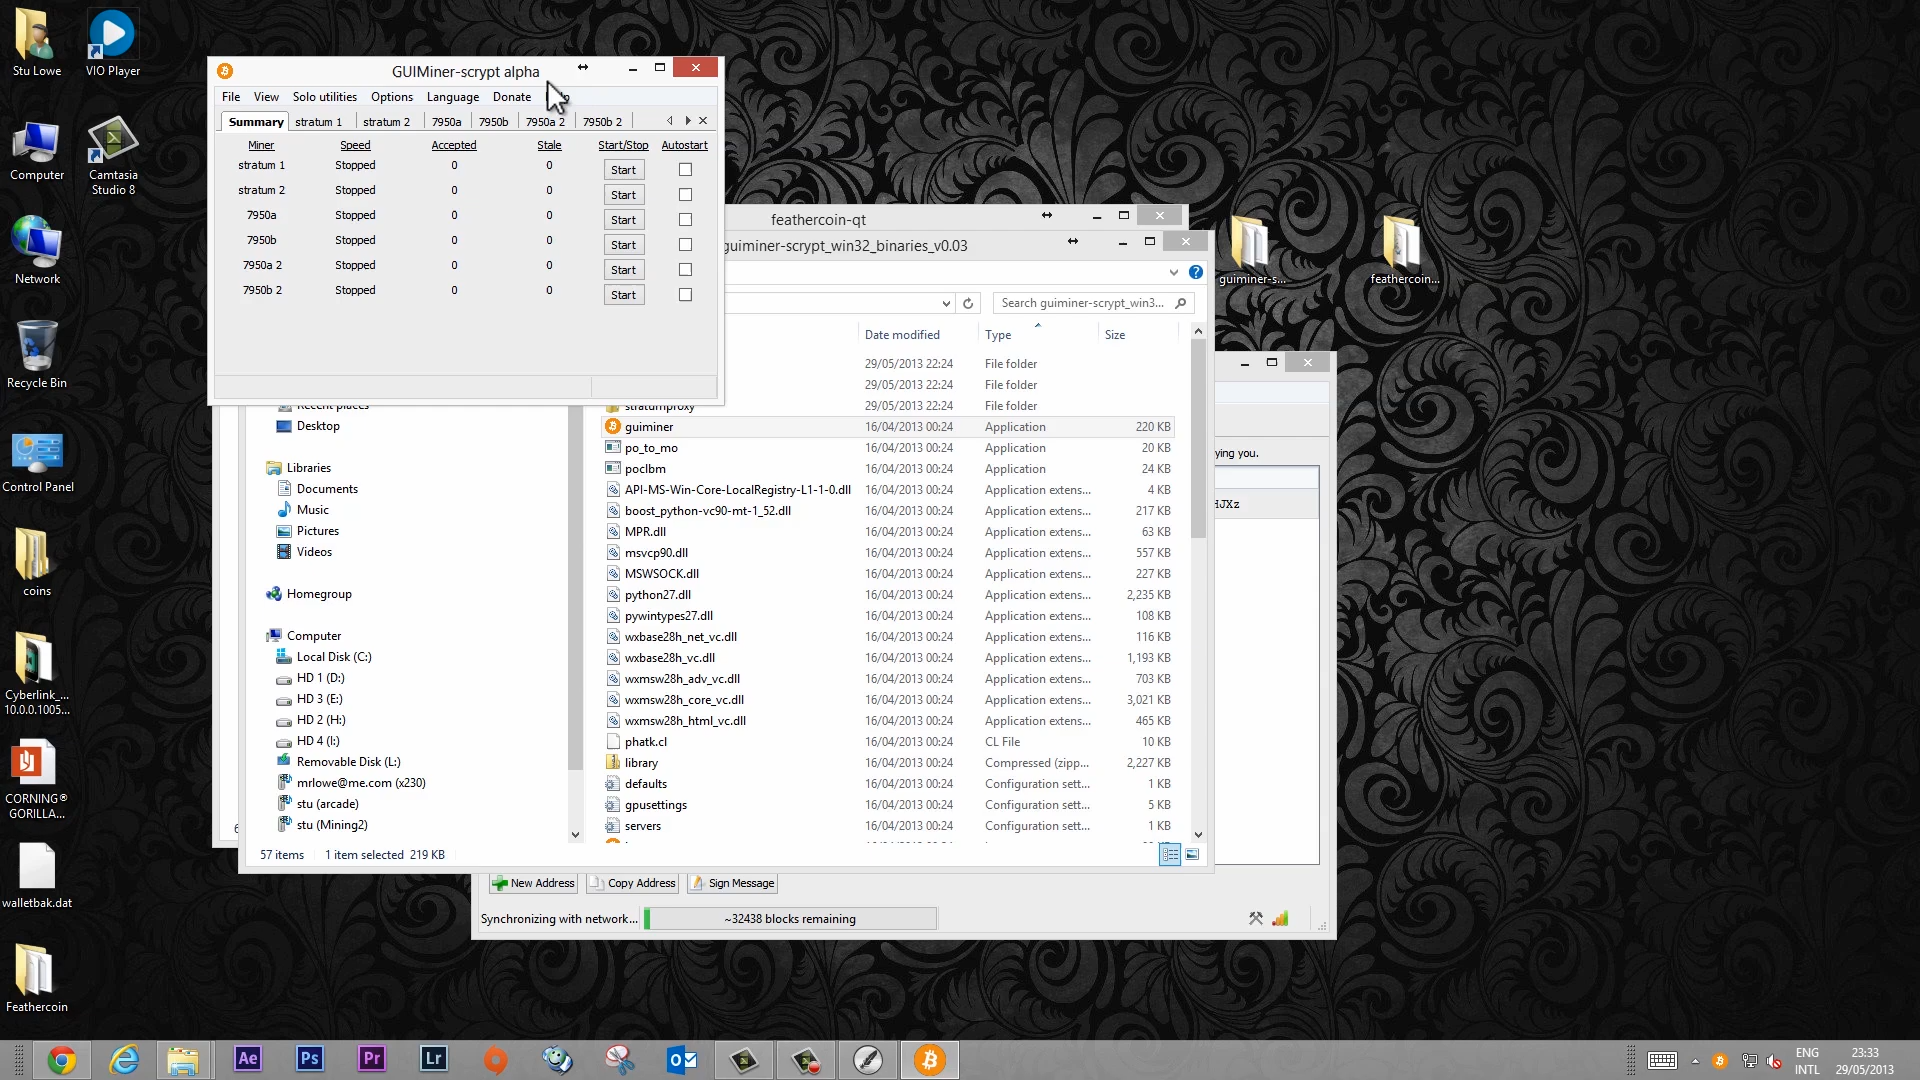 Stu Lowe
VIO Player
Computer
Camtasia
Studio 8
Network
Recycle Bin
Control Panel
coins
Cyberlink_...
10.0.0.1005...
CORNING®
GORILLA...
walletbak.dat
Feathercoin
guiminer-s...
feathercoin...
GUIMiner-scrypt alpha
File View Solo utilities Options Language Donate
Summary stratum 1 stratum 2 7950a 7950b 7950a 2 7950b 2
Miner Speed Accepted Stale Start/Stop Autostart
stratum 1 Stopped 0 0 Start
stratum 2 Stopped 0 0 Start
7950a Stopped 0 0 Start
7950b Stopped 0 0 Start
7950a 2 Stopped 0 0 Start
7950b 2 Stopped 0 0 Start
feathercoin-qt
guiminer-scrypt_win32_binaries_v0.03
Search guiminer-scrypt_win3...
Date modified Type Size
29/05/2013 22:24 File folder
29/05/2013 22:24 File folder
stratumproxy 29/05/2013 22:24 File folder
guiminer 16/04/2013 00:24 Application 220 KB
po_to_mo 16/04/2013 00:24 Application 20 KB
poclbm 16/04/2013 00:24 Application 24 KB
API-MS-Win-Core-LocalRegistry-L1-1-0.dll 16/04/2013 00:24 Application extens... 4 KB
boost_python-vc90-mt-1_52.dll 16/04/2013 00:24 Application extens... 217 KB
MPR.dll 16/04/2013 00:24 Application extens... 63 KB
msvcp90.dll 16/04/2013 00:24 Application extens... 557 KB
MSWSOCK.dll 16/04/2013 00:24 Application extens... 227 KB
python27.dll 16/04/2013 00:24 Application extens... 2,235 KB
pywintypes27.dll 16/04/2013 00:24 Application extens... 108 KB
wxbase28h_net_vc.dll 16/04/2013 00:24 Application extens... 116 KB
wxbase28h_vc.dll 16/04/2013 00:24 Application extens... 1,193 KB
wxmsw28h_adv_vc.dll 16/04/2013 00:24 Application extens... 703 KB
wxmsw28h_core_vc.dll 16/04/2013 00:24 Application extens... 3,021 KB
wxmsw28h_html_vc.dll 16/04/2013 00:24 Application extens... 465 KB
phatk.cl 16/04/2013 00:24 CL File 10 KB
library 16/04/2013 00:24 Compressed (zipp... 2,227 KB
defaults 16/04/2013 00:24 Configuration sett... 1 KB
gpusettings 16/04/2013 00:24 Configuration sett... 5 KB
servers 16/04/2013 00:24 Configuration sett... 1 KB
Recent places
Desktop
Libraries
Documents
Music
Pictures
Videos
Homegroup
Computer
Local Disk (C:)
HD 1 (D:)
HD 3 (E:)
HD 2 (H:)
HD 4 (I:)
Removable Disk (L:)
mrlowe@me.com (x230)
stu (arcade)
stu (Mining2)
57 items 1 item selected 219 KB
ying you.
HJXz
New Address Copy Address Sign Message
Synchronizing with network... ~32438 blocks remaining
Ae Ps Pr Lr
ENG
INTL
23:33
29/05/2013